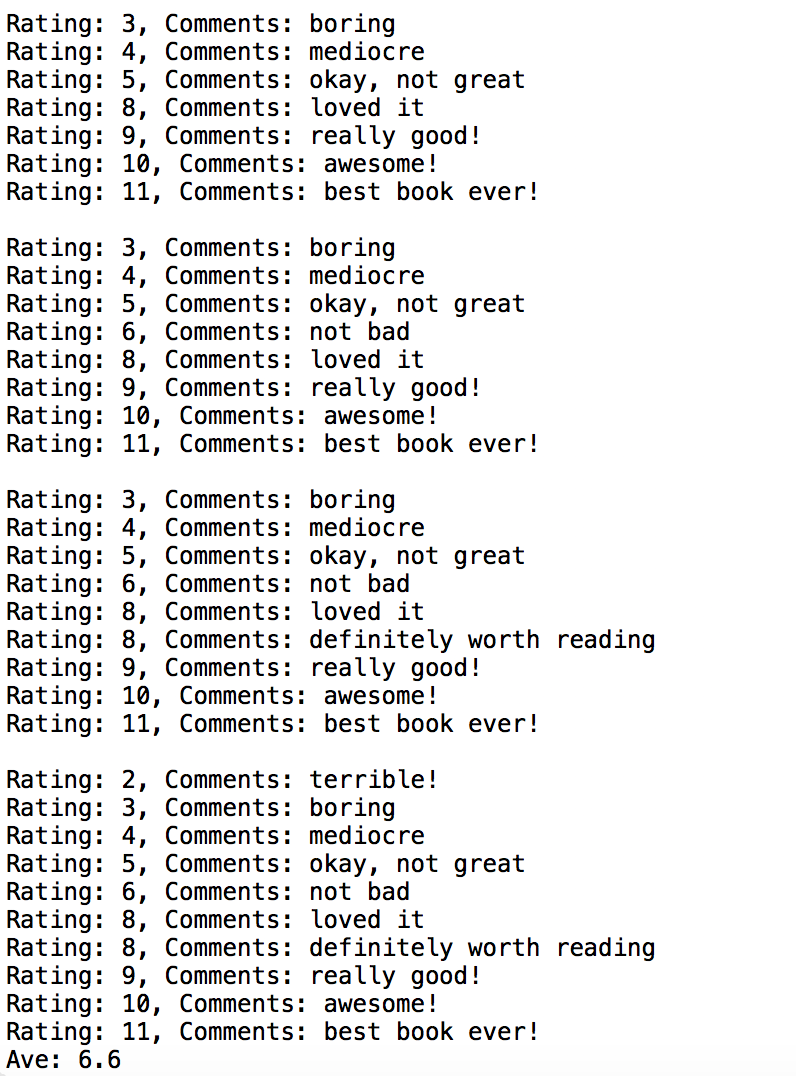 Rating: 3, Comments: boring
Rating: 4, Comments: mediocre
Rating: 5, Comments: okay, not great
Rating: 8, Comments: loved it
Rating: 9, Comments: really good!
Rating: 10, Comments: awesome!
Rating: 11, Comments: best book ever!

Rating: 3, Comments: boring
Rating: 4, Comments: mediocre
Rating: 5, Comments: okay, not great
Rating: 6, Comments: not bad
Rating: 8, Comments: loved it
Rating: 9, Comments: really good!
Rating: 10, Comments: awesome!
Rating: 11, Comments: best book ever!

Rating: 3, Comments: boring
Rating: 4, Comments: mediocre
Rating: 5, Comments: okay, not great
Rating: 6, Comments: not bad
Rating: 8, Comments: loved it
Rating: 8, Comments: definitely worth reading
Rating: 9, Comments: really good!
Rating: 10, Comments: awesome!
Rating: 11, Comments: best book ever!

Rating: 2, Comments: terrible!
Rating: 3, Comments: boring
Rating: 4, Comments: mediocre
Rating: 5, Comments: okay, not great
Rating: 6, Comments: not bad
Rating: 8, Comments: loved it
Rating: 8, Comments: definitely worth reading
Rating: 9, Comments: really good!
Rating: 10, Comments: awesome!
Rating: 11, Comments: best book ever!
Ave: 6.6